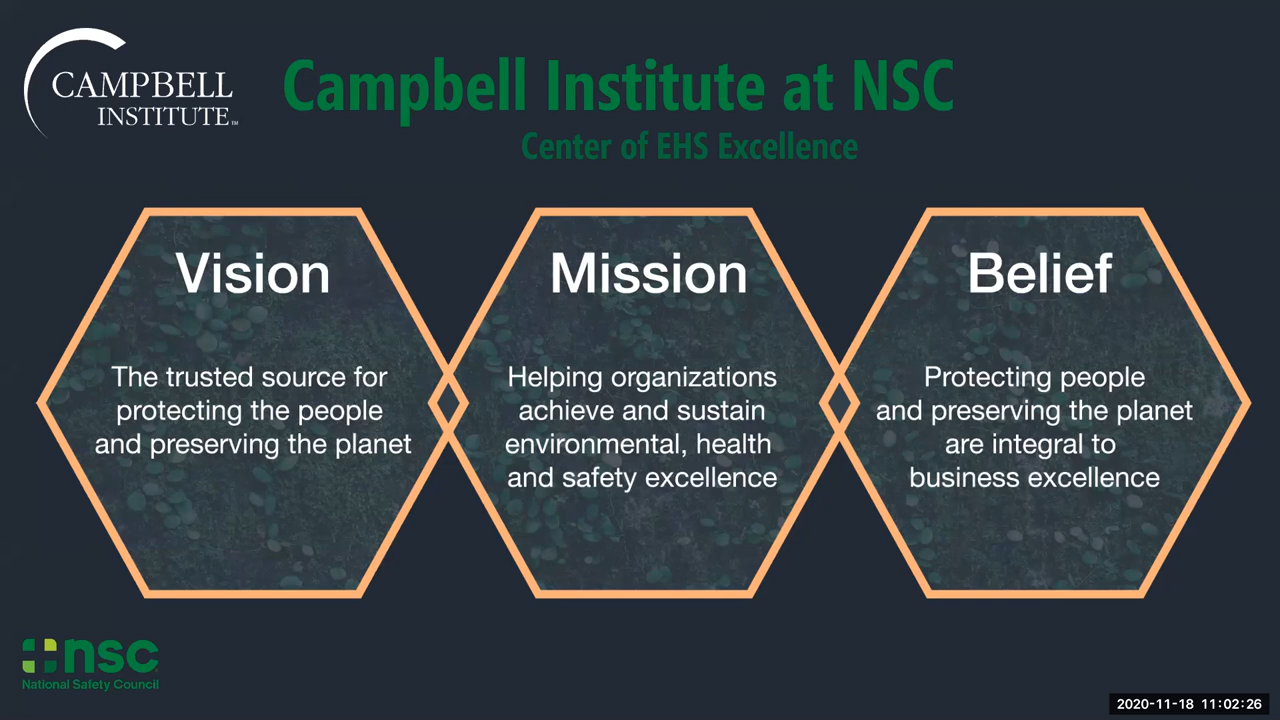 CAMPBELL
INSTITUTE™
Campbell Institute at NSC
Center of EHS Excellence
Vision
The trusted source for
protecting the people
and preserving the planet
Mission
Helping organizations
achieve and sustain
environmental, health
and safety excellence
Belief
Protecting people
and preserving the planet
are integral to
business excellence
nsc
National Safety Council
2020-11-18 11:02:26